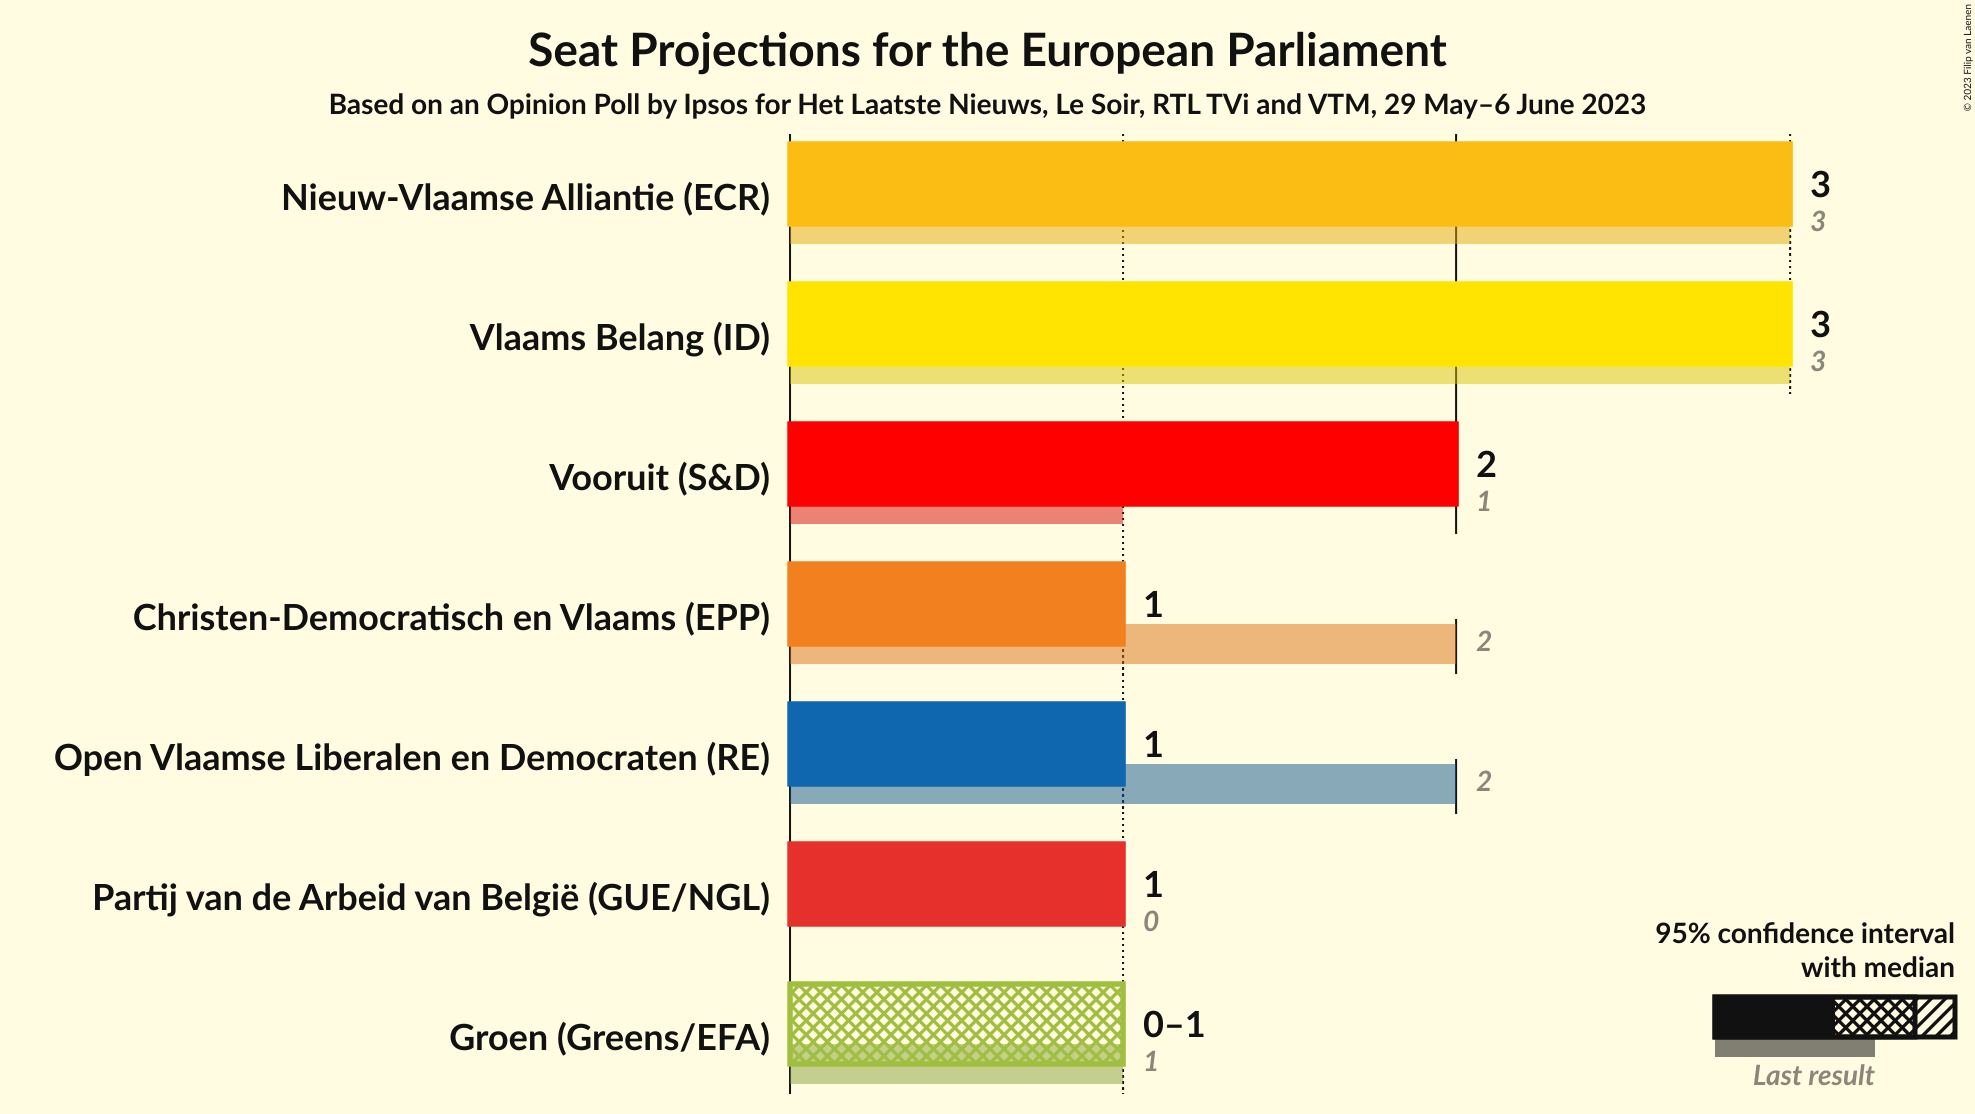 Seat Projections for the European Parliament
Based on an Opinion Poll by Ipsos for Het Laatste Nieuws, Le Soir, RTL TVi and VTM, 29 May–6 June 2023
© 2023 Filip van Laenen
Nieuw-Vlaamse Alliantie (ECR)
3
3
Vlaams Belang (ID)
3
3
Vooruit (S&D)
2
1
Christen-Democratisch en Vlaams (EPP)
1
2
Open Vlaamse Liberalen en Democraten (RE)
1
2
Partij van de Arbeid van België (GUE/NGL)
1
0
Groen (Greens/EFA)
0–1
1
95% confidence interval
with median
Last result